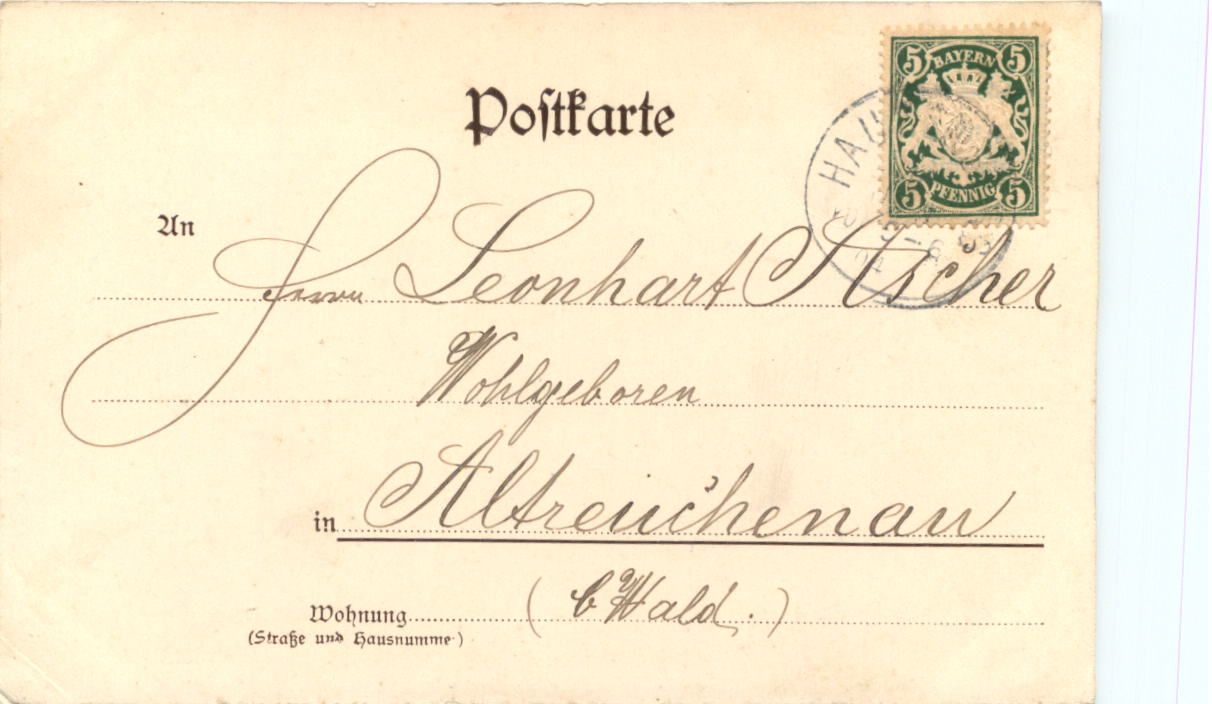 Postkarte
5 BAYERN 5
5 PFENNIG 5
An
Herrn Leonhart Ascher
Wohlgeboren
in Altreichenau
Wohnung (b Wald.)
(Straße und Hausnummer)